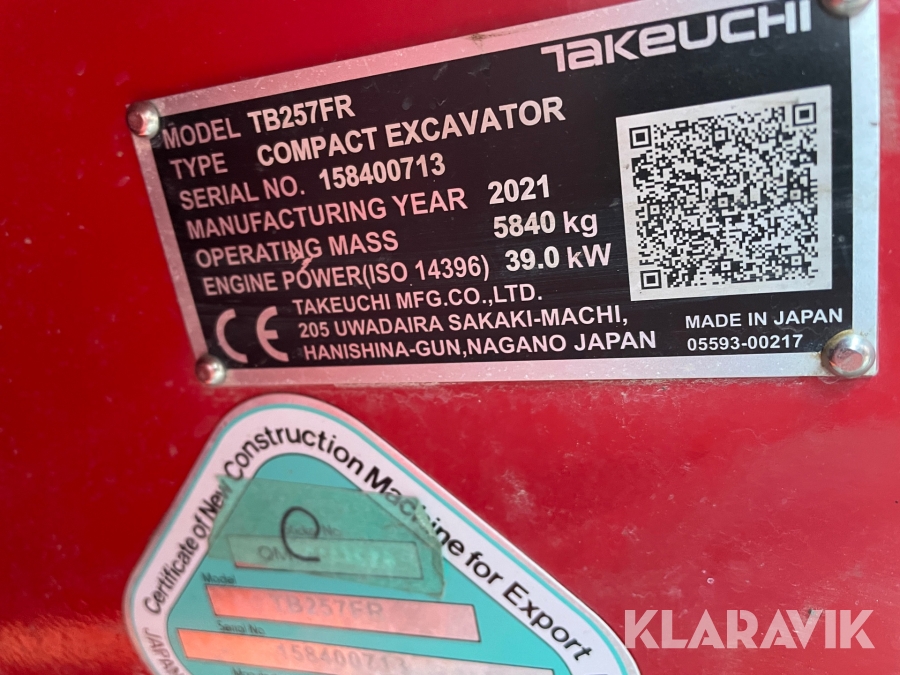 TAKEUCHI
MODEL TB257FR
TYPE COMPACT EXCAVATOR
SERIAL NO. 158400713
MANUFACTURING YEAR 2021
OPERATING MASS 5840 kg
ENGINE POWER(ISO 14396) 39.0 kW
CE
TAKEUCHI MFG.CO.,LTD.
205 UWADAIRA SAKAKI-MACHI,
HANISHINA-GUN,NAGANO JAPAN
MADE IN JAPAN
05593-00217
Certificate of New Construction Machine for Export
e
Model
TB257FR
Serial No
158400713
JAPAN
KLARAVIK